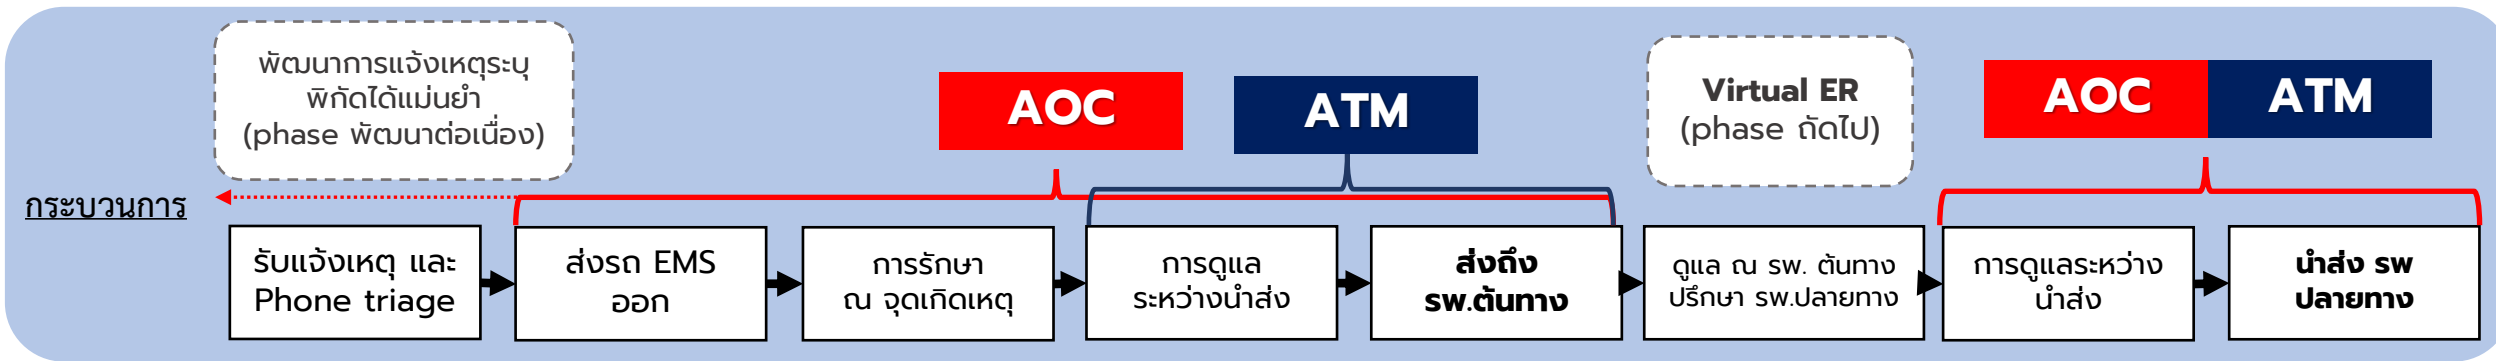 พัฒนาการแจ้งเหตุระบุ
พิกัดได้แม่นยำ
(phase พัฒนาต่อเนื่อง)
AOC
ATM
Virtual ER
(phase ถัดไป)
AOC
ATM
กระบวนการ
รับแจ้งเหตุ และ
Phone triage
ส่งรถ EMS
ออก
การรักษา
ณ จุดเกิดเหตุ
การดูแล
ระหว่างนำส่ง
ส่งถึง
รพ.ต้นทาง
ดูแล ณ รพ. ต้นทาง
ปรึกษา รพ.ปลายทาง
การดูแลระหว่าง
นำส่ง
นำส่ง รพ
ปลายทาง